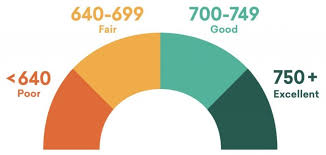 640-699
Fair
700-749
Good
<640
Poor
750+
Excellent